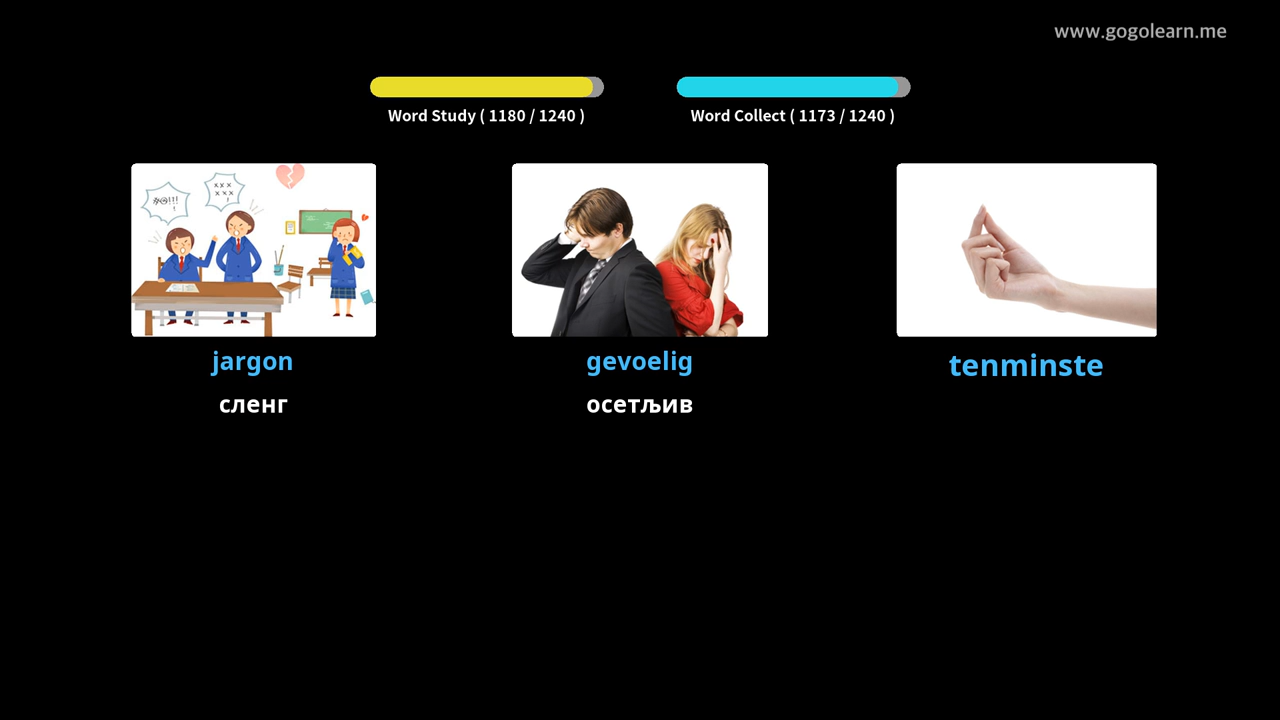 www.gogolearn.me
Word Study ( 1180 / 1240 )
Word Collect ( 1173 / 1240 )
jargon
gevoelig
tenminste
сленг
осетљив